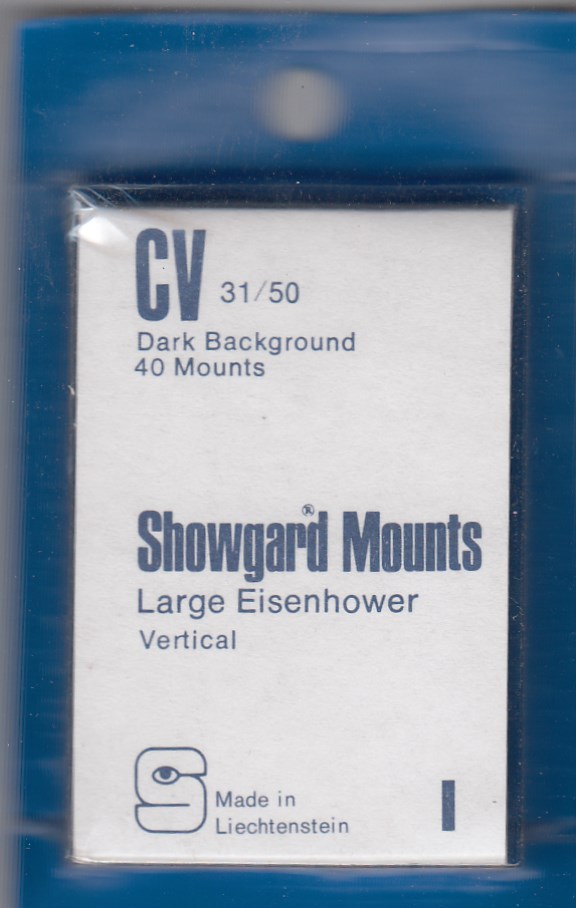 CV 31/50
Dark Background
40 Mounts
Showgard® Mounts
Large Eisenhower
Vertical
S
Made in
Liechtenstein
I